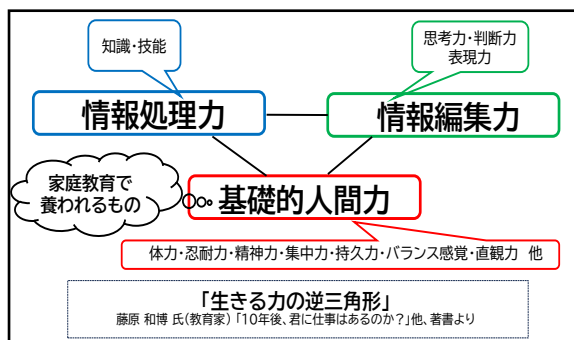 知識・技能
思考力・判断力
表現力
情報処理力
情報編集力
家庭教育で
養われるもの
基礎的人間力
体力・忍耐力・精神力・集中力・持久力・バランス感覚・直観力 他
「生きる力の逆三角形」
藤原 和博 氏(教育家) 「10年後、君に仕事はあるのか?」他、著書より